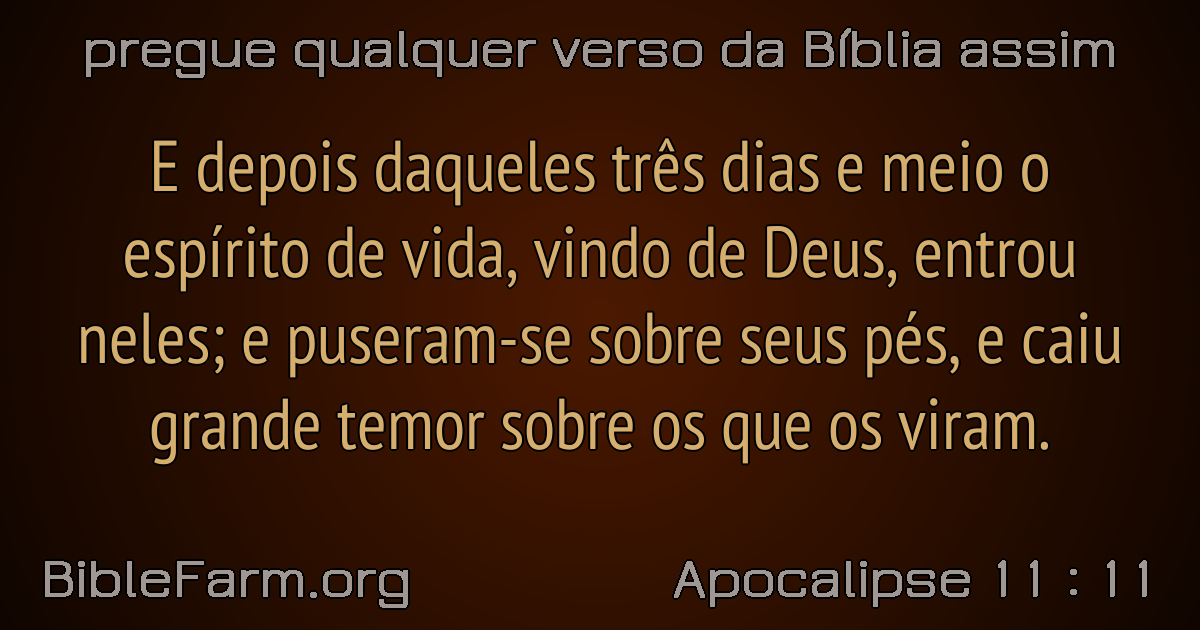 pregue qualquer verso da Bíblia assim
E depois daqueles três dias e meio o
espírito de vida, vindo de Deus, entrou
neles; e puseram-se sobre seus pés, e caiu
grande temor sobre os que os viram.
BibleFarm.org
Apocalipse 11 : 11